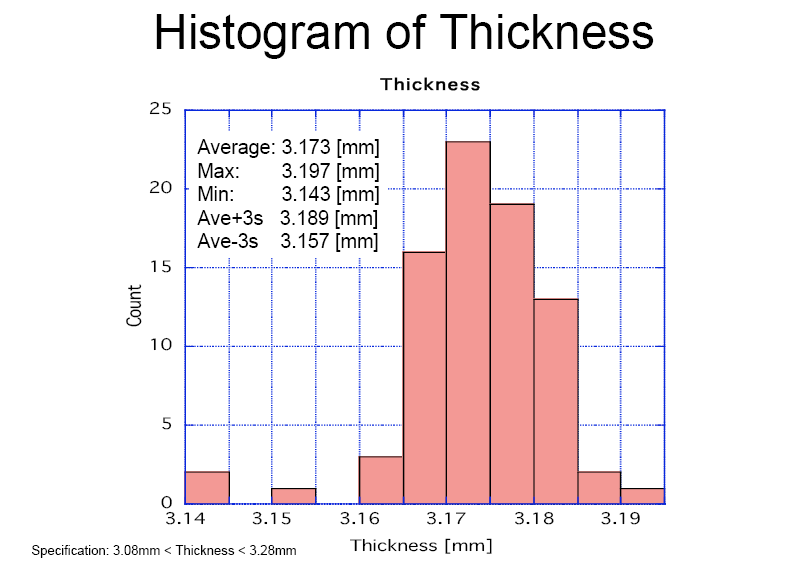 Histogram of Thickness
Thickness
25
20
15
10
5
0
Count
Average: 3.173 [mm]
Max: 3.197 [mm]
Min: 3.143 [mm]
Ave+3s 3.189 [mm]
Ave-3s 3.157 [mm]
3.14 3.15 3.16 3.17 3.18 3.19
Thickness [mm]
Specification: 3.08mm < Thickness < 3.28mm